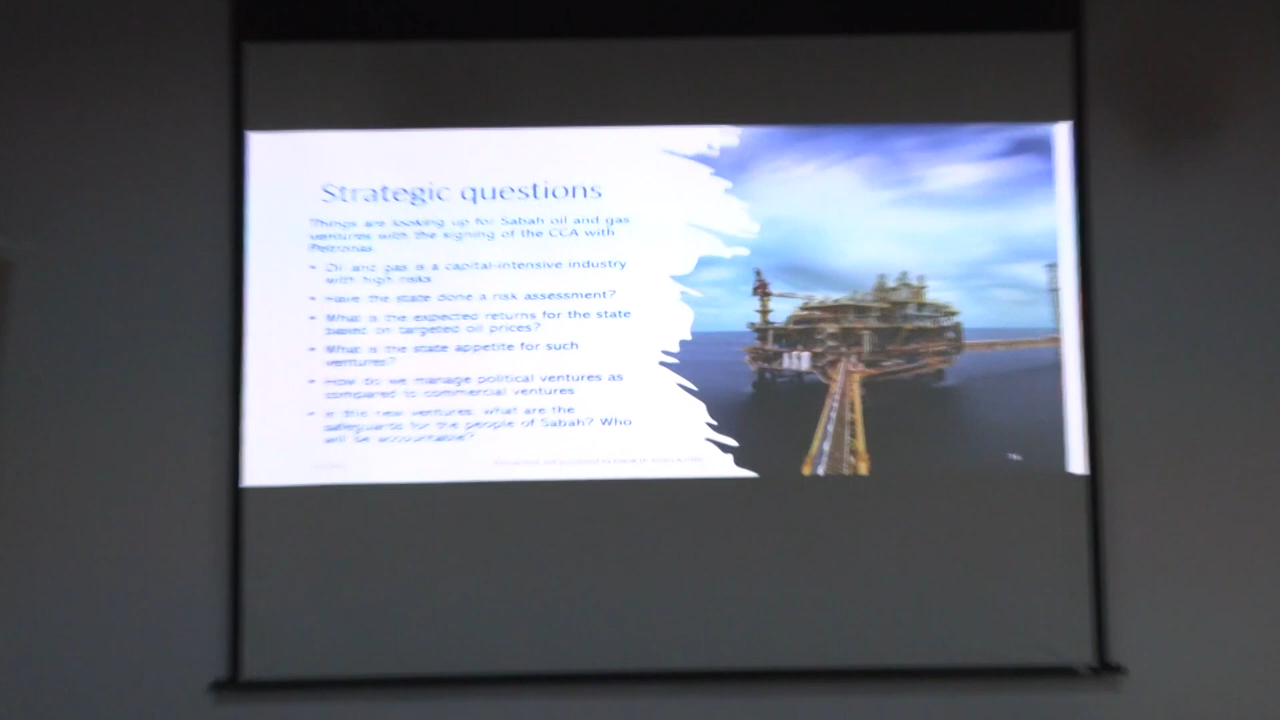 Strategic questions
Things are looking up for Sabah oil and gas
ventures with the signing of the CCA with
Petronas
• Oil and gas is a capital-intensive industry
with high risks
• Have the state done a risk assessment?
• What is the expected returns for the state
based on targeted oil prices?
• What is the state appetite for such
ventures?
• How do we manage political ventures as
compared to commercial ventures
• is the new ventures, what are the
safeguards for the people of Sabah? Who
will be accountable?